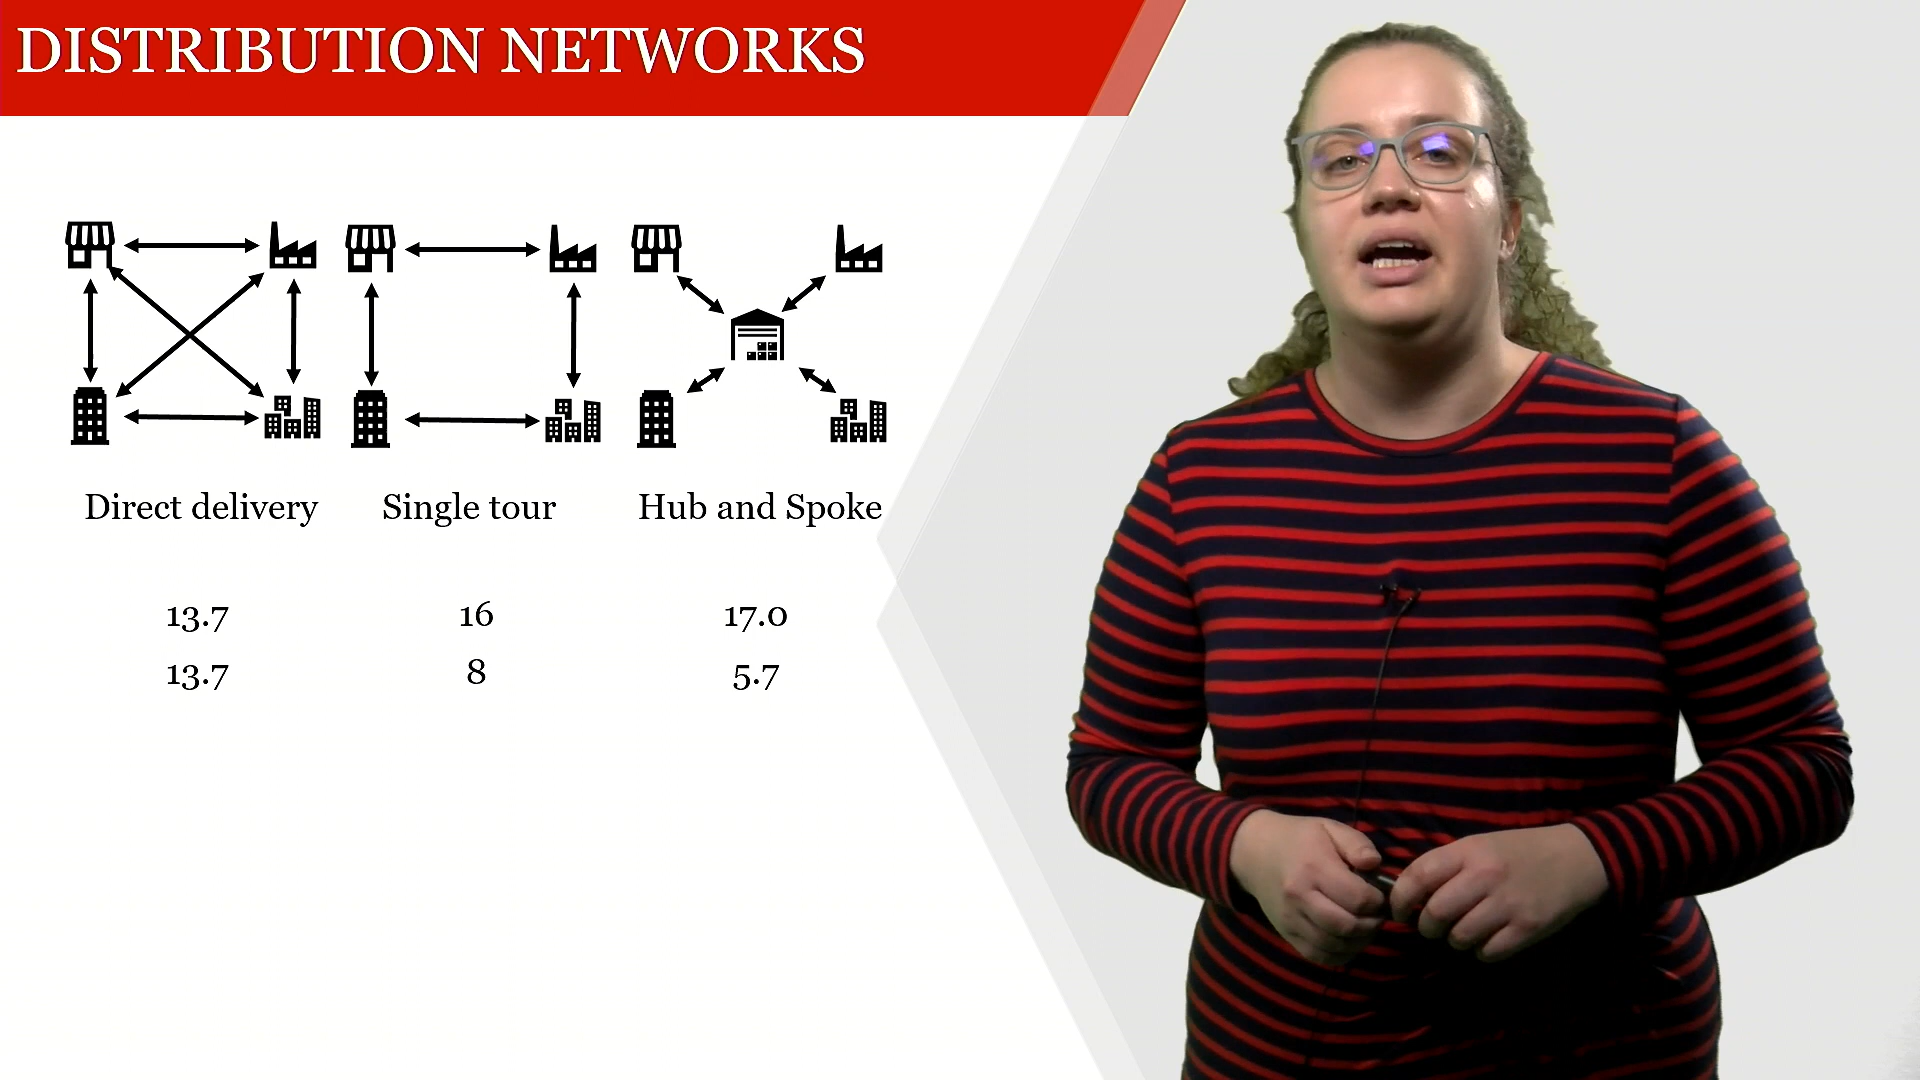 DISTRIBUTION NETWORKS
Direct delivery Single tour Hub and Spoke
13.7 16 17.0
13.7 8 5.7